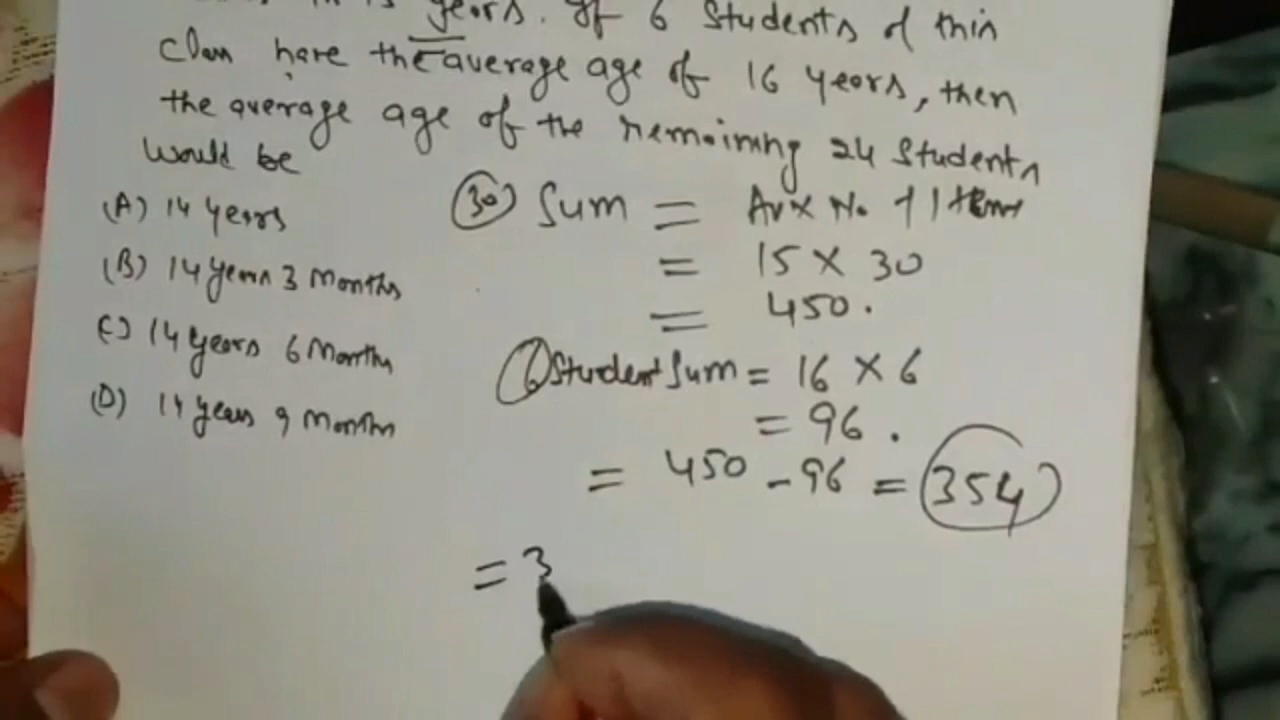 years. If 6 Students of this
Class have the average age of 16 years, then
the average age of the remaining 24 Students
would be
(A) 14 years
(B) 14 years 3 Months
(C) 14 years 6 Months
(D) 14 years 9 Months
(30) Sum = Av x No. of Items
= 15 x 30
= 450.
6 Student Sum = 16 x 6
= 96.
= 450 - 96 = 354
= 3